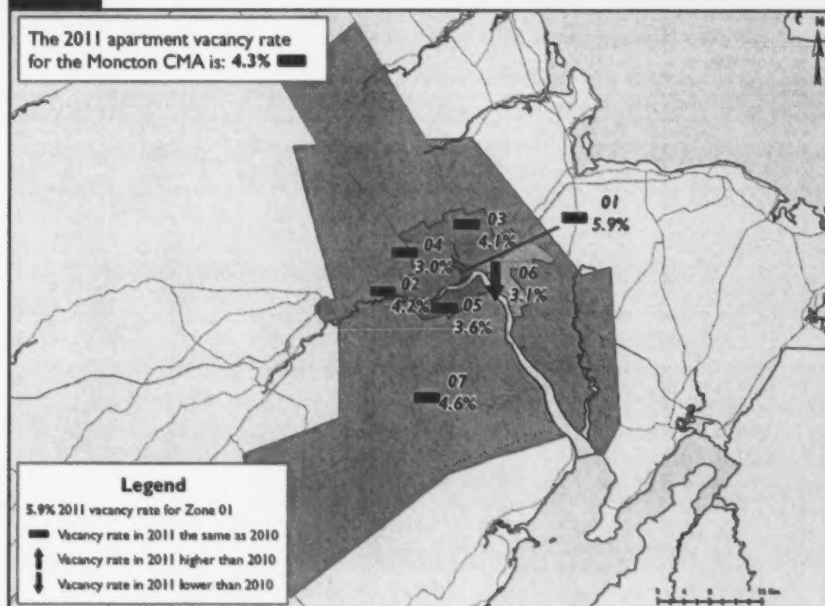 The 2011 apartment vacancy rate
for the Moncton CMA is: 4.3%
N
01
5.9%
03
4.1%
04
3.0%
06
3.1%
02
4.2%
05
3.6%
07
4.6%
Legend
5.9% 2011 vacancy rate for Zone 01
Vacancy rate in 2011 the same as 2010
Vacancy rate in 2011 higher than 2010
Vacancy rate in 2011 lower than 2010